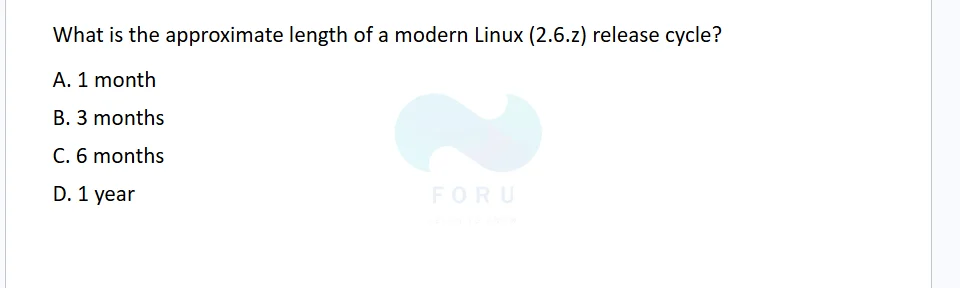 What is the approximate length of a modern Linux (2.6.z) release cycle?
A. 1 month
B. 3 months
C. 6 months
D. 1 year
FORU